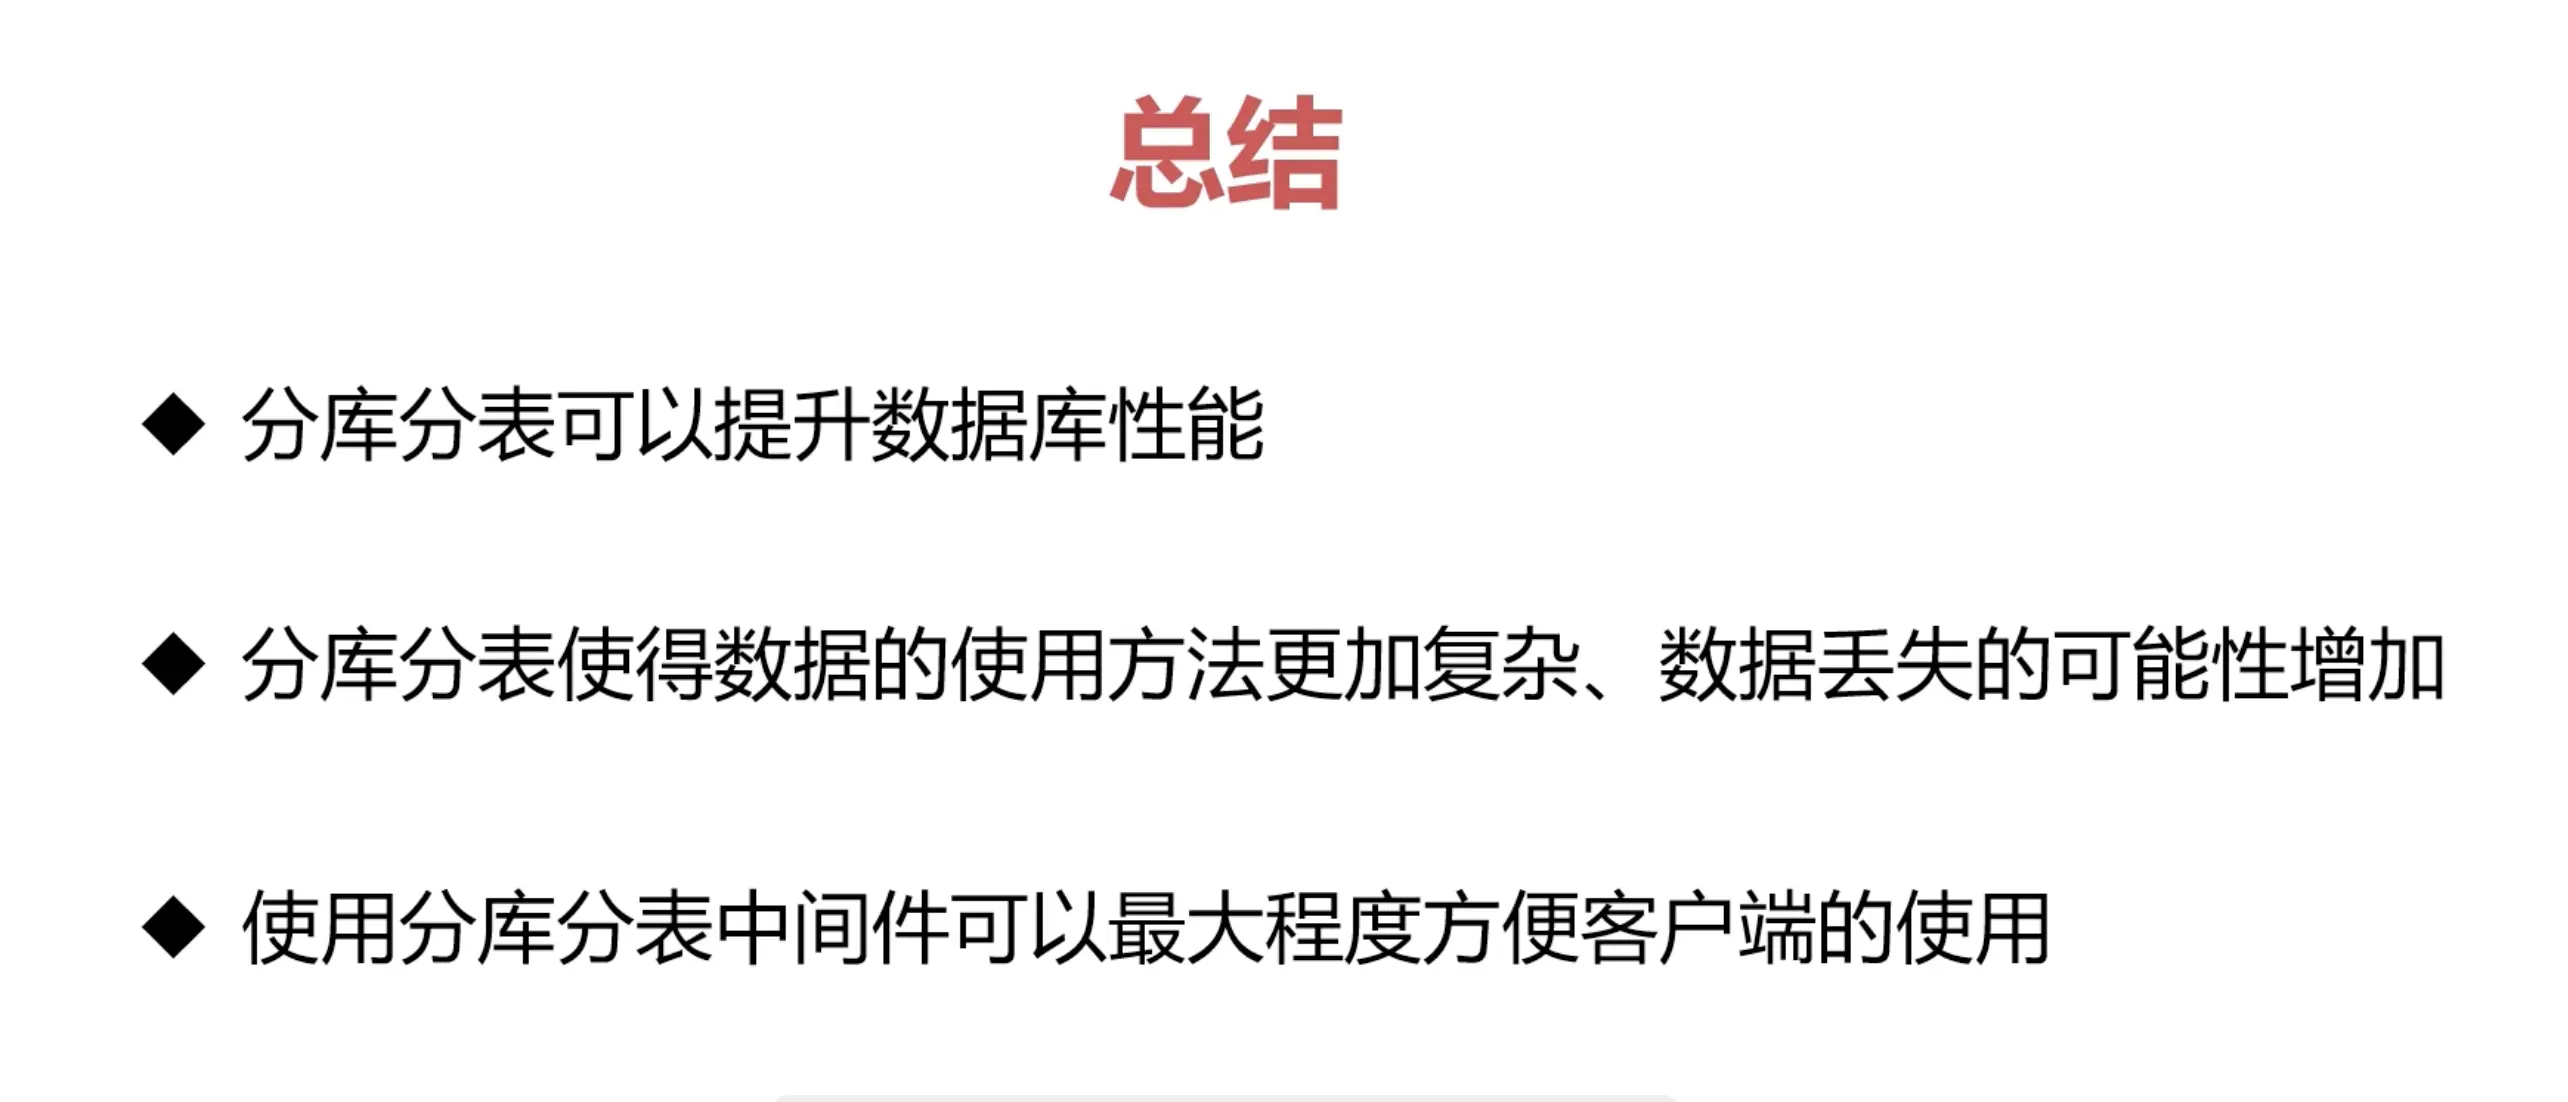 总结
◆ 分库分表可以提升数据库性能
◆ 分库分表使得数据的使用方法更加复杂、数据丢失的可能性增加
◆ 使用分库分表中间件可以最大程度方便客户端的使用